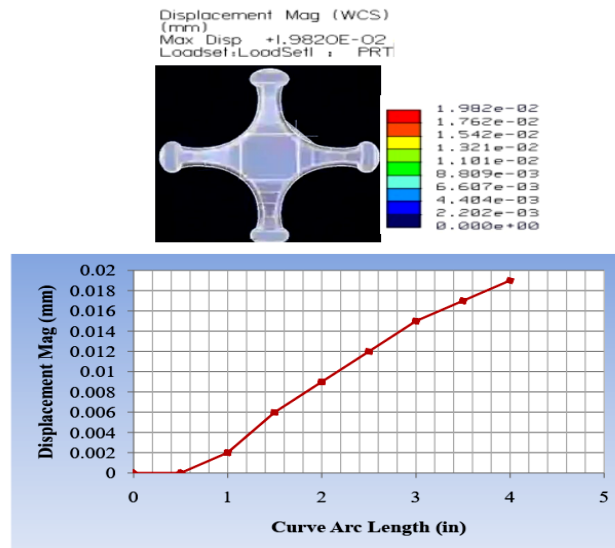 Displacement Mag (WCS)
(mm)
Max Disp +1.9820E-02
Loadset:LoadSet1 : PRT
1.982e-02
1.762e-02
1.542e-02
1.321e-02
1.101e-02
8.809e-03
6.607e-03
4.404e-03
2.202e-03
0.000e+00
Displacement Mag (mm)
0.02
0.018
0.016
0.014
0.012
0.01
0.008
0.006
0.004
0.002
0
0 1 2 3 4 5
Curve Arc Length (in)